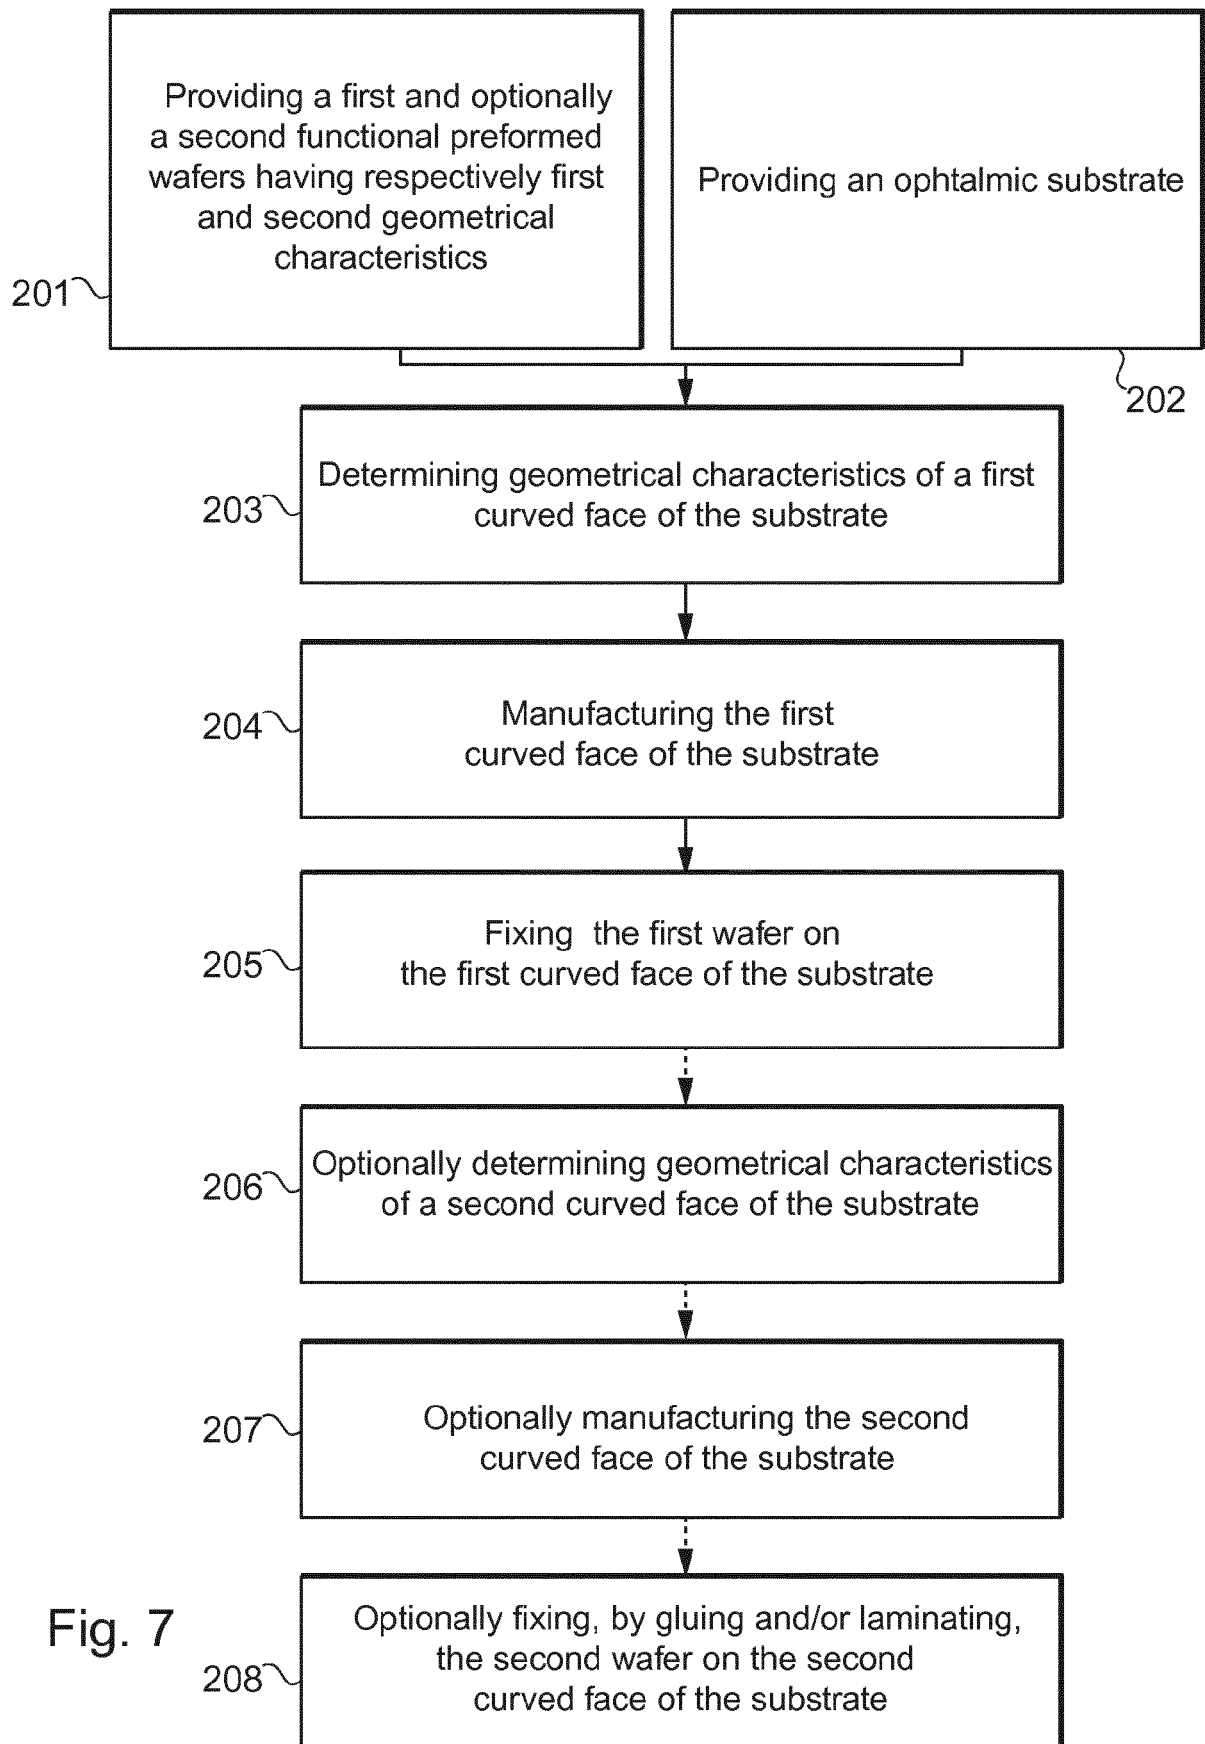 Providing a first and optionally
a second functional preformed
wafers having respectively first
and second geometrical
characteristics
201
Providing an ophtalmic substrate
202
Determining geometrical characteristics of a first
curved face of the substrate
203
Manufacturing the first
curved face of the substrate
204
Fixing the first wafer on
the first curved face of the substrate
205
Optionally determining geometrical characteristics
of a second curved face of the substrate
206
Optionally manufacturing the second
curved face of the substrate
207
Optionally fixing, by gluing and/or laminating,
the second wafer on the second
curved face of the substrate
208
Fig. 7